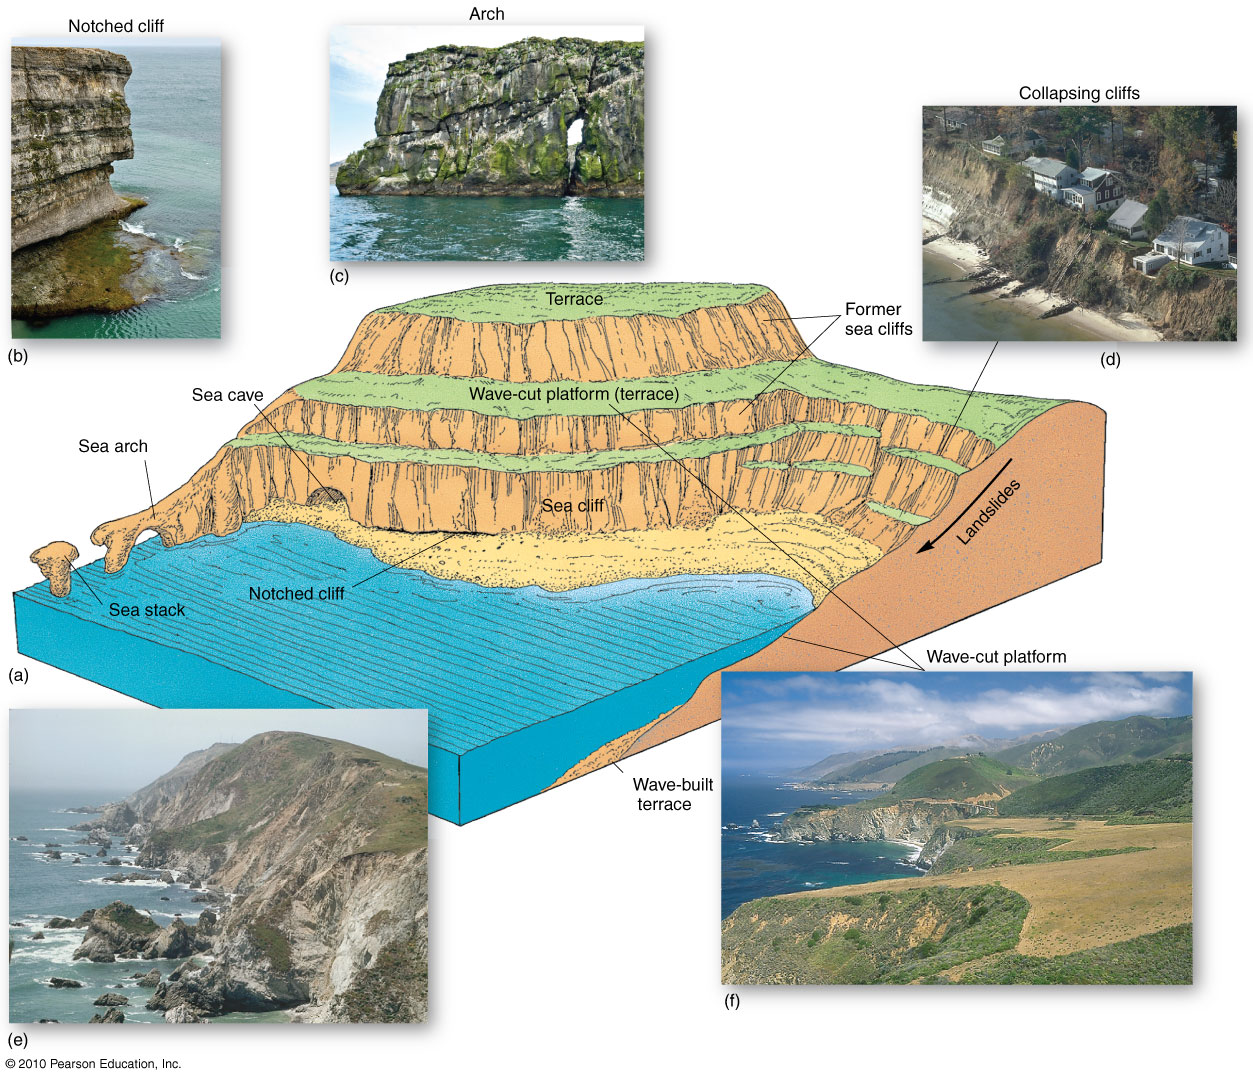 Notched cliff
Arch
Collapsing cliffs
(b)
(c)
(d)
Terrace
Former
sea cliffs
Sea cave
Wave-cut platform (terrace)
Sea arch
Sea cliff
Landslides
Notched cliff
Sea stack
(a)
Wave-cut platform
Wave-built
terrace
(e)
(f)
© 2010 Pearson Education, Inc.